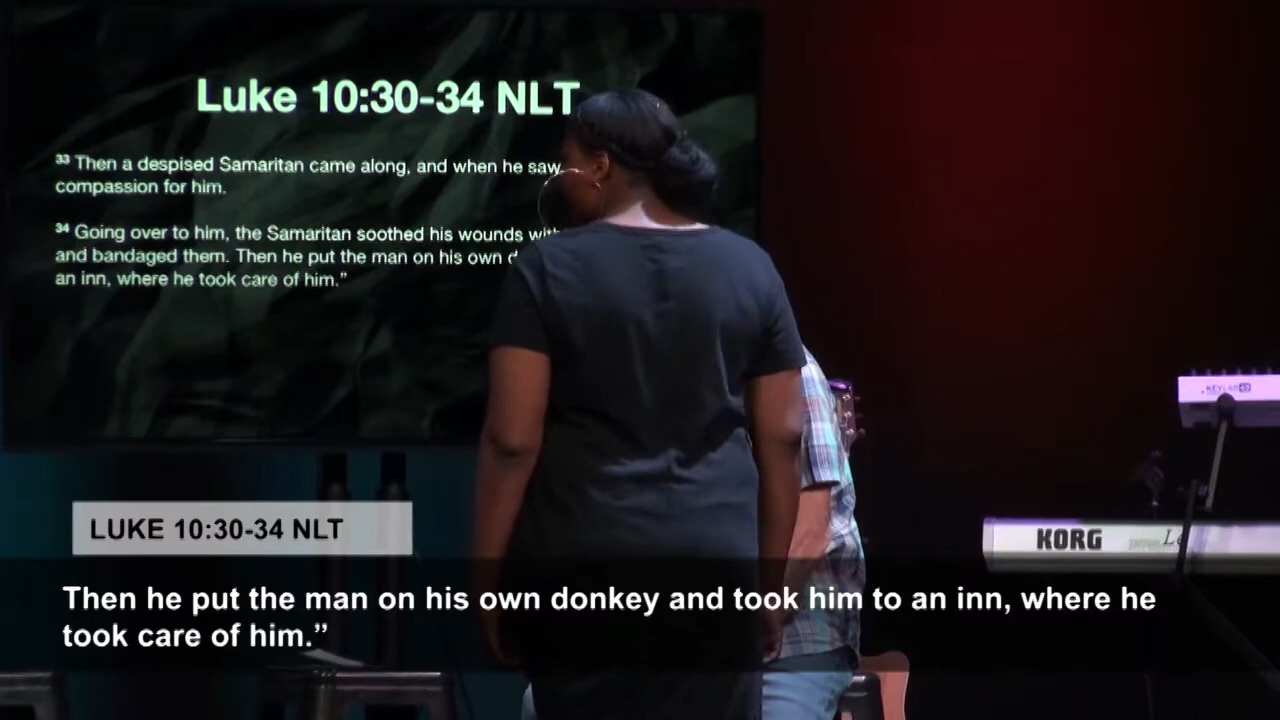 Luke 10:30-34 NLT
33 Then a despised Samaritan came along, and when he saw
compassion for him.
34 Going over to him, the Samaritan soothed his wounds with
and bandaged them. Then he put the man on his own
an inn, where he took care of him.”
KEYLAB
KORG
LUKE 10:30-34 NLT
Then he put the man on his own donkey and took him to an inn, where he
took care of him.”